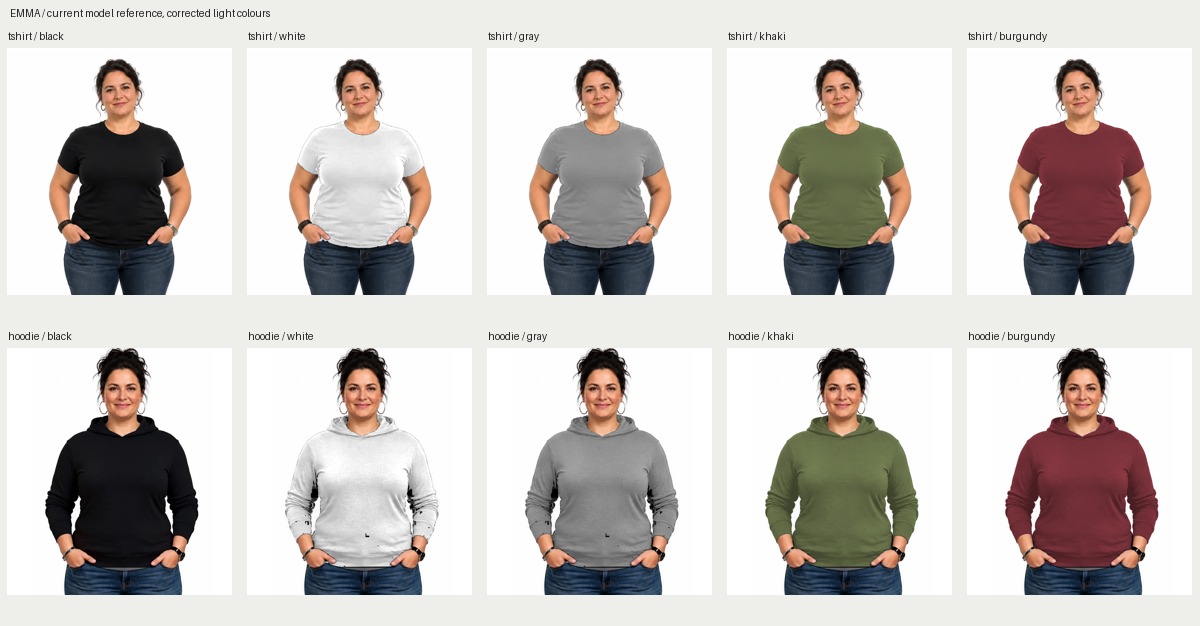 EMMA / current model reference, corrected light colours
tshirt / black
tshirt / white
tshirt / gray
tshirt / khaki
tshirt / burgundy
hoodie / black
hoodie / white
hoodie / gray
hoodie / khaki
hoodie / burgundy